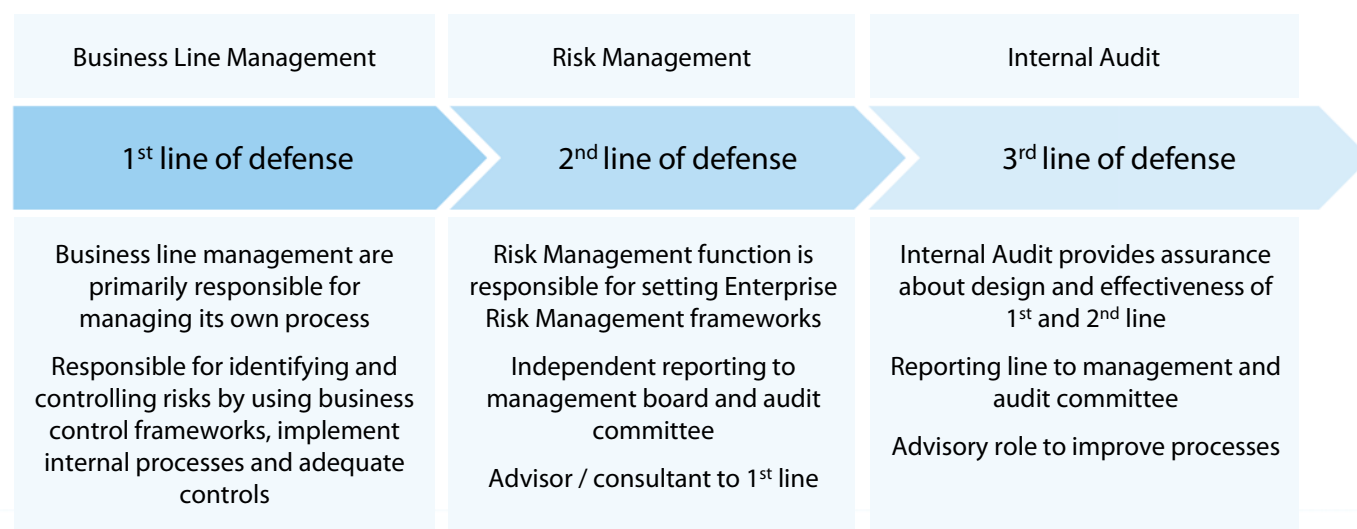 Business Line Management
1st line of defense
Business line management are
primarily responsible for
managing its own process
Responsible for identifying and
controlling risks by using business
control frameworks, implement
internal processes and adequate
controls
Risk Management
2nd line of defense
Risk Management function is
responsible for setting Enterprise
Risk Management frameworks
Independent reporting to
management board and audit
committee
Advisor / consultant to 1st line
Internal Audit
3rd line of defense
Internal Audit provides assurance
about design and effectiveness of
1st and 2nd line
Reporting line to management and
audit committee
Advisory role to improve processes